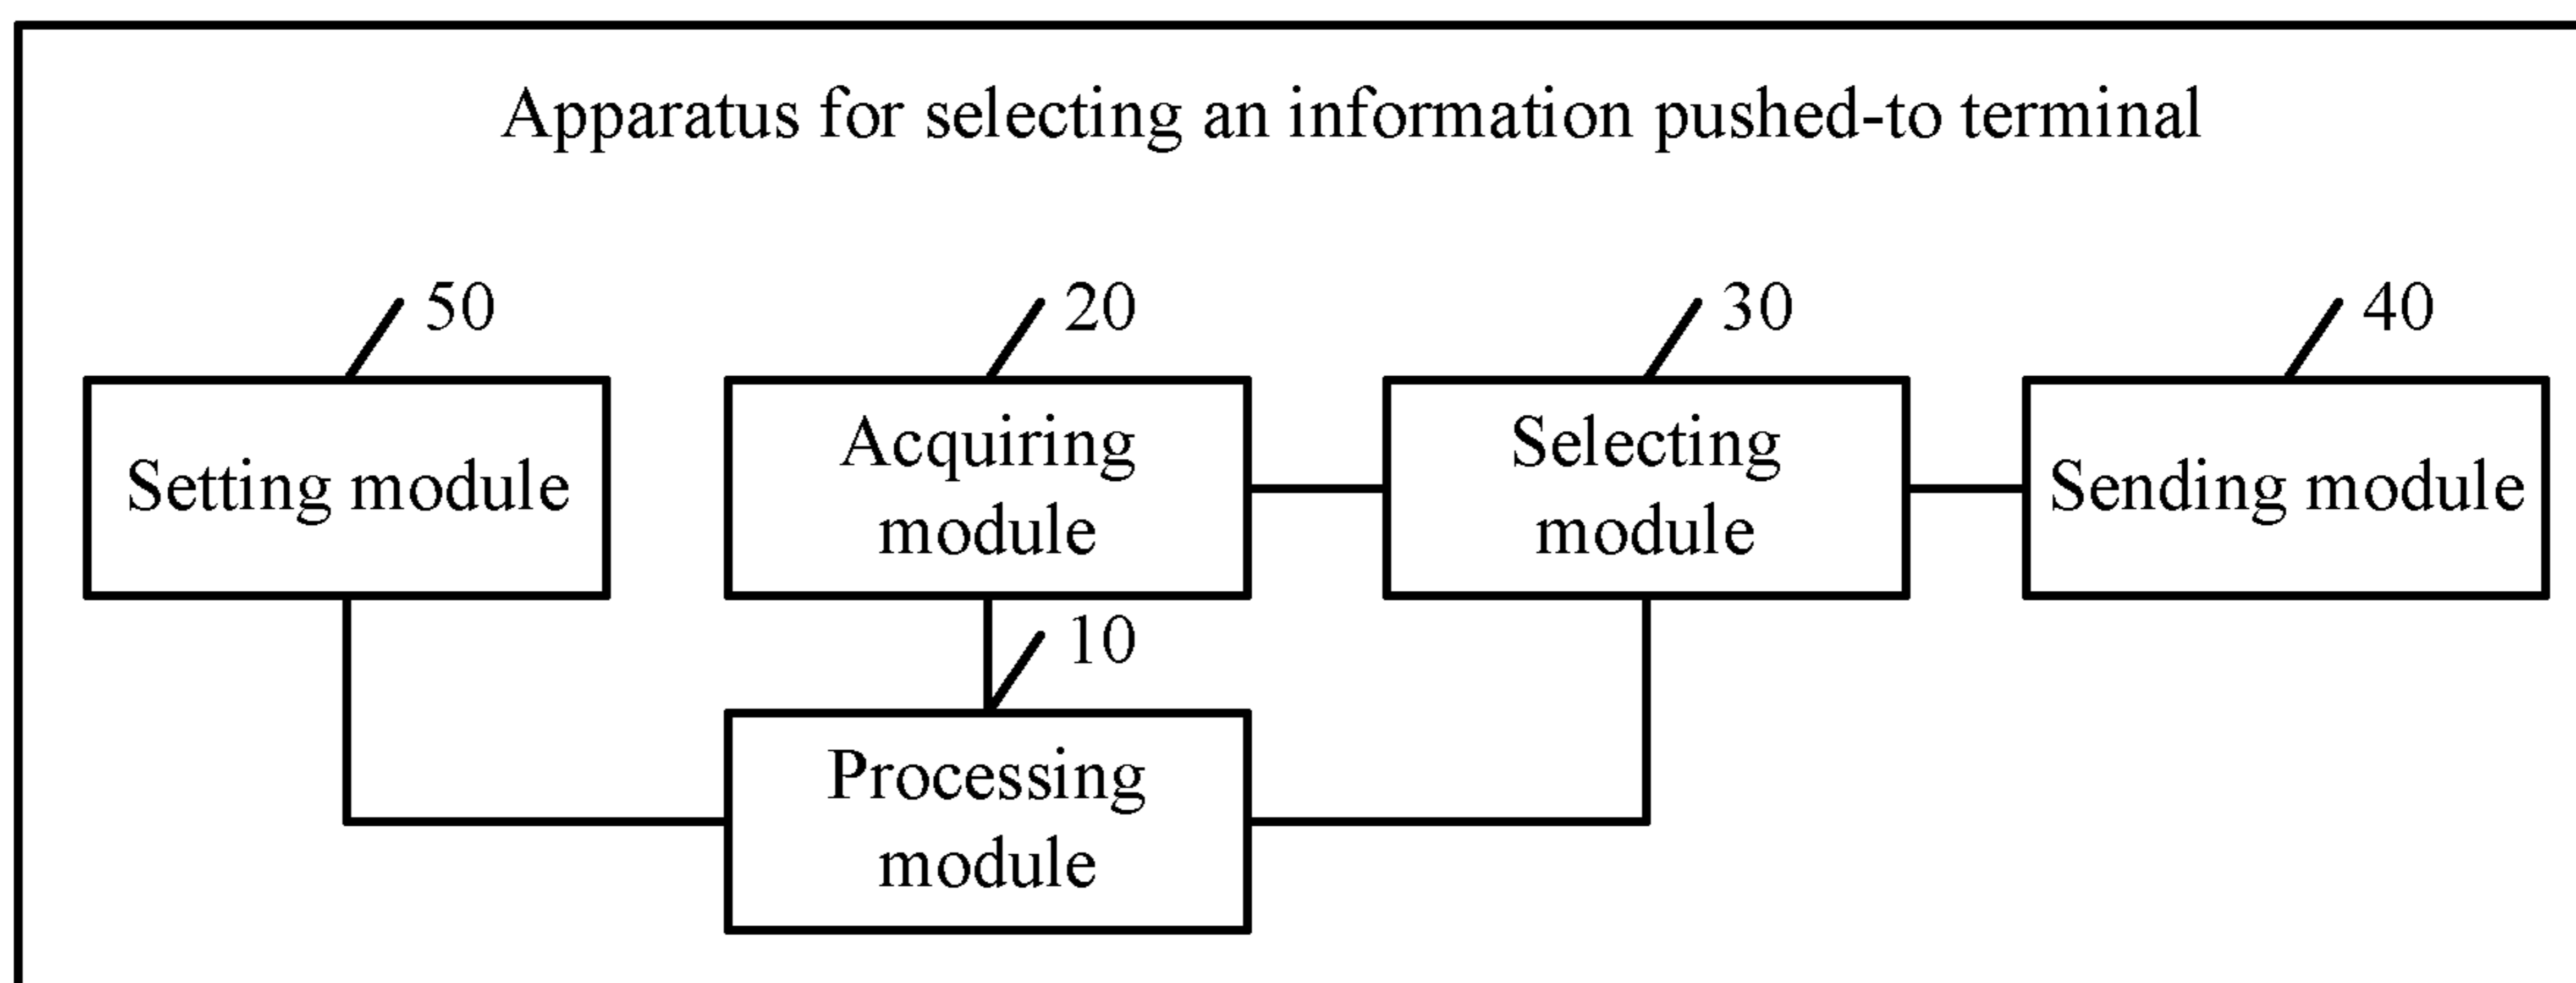 Apparatus for selecting an information pushed-to terminal
50
20
30
40
Setting module
Acquiring
module
Selecting
module
Sending module
10
Processing
module